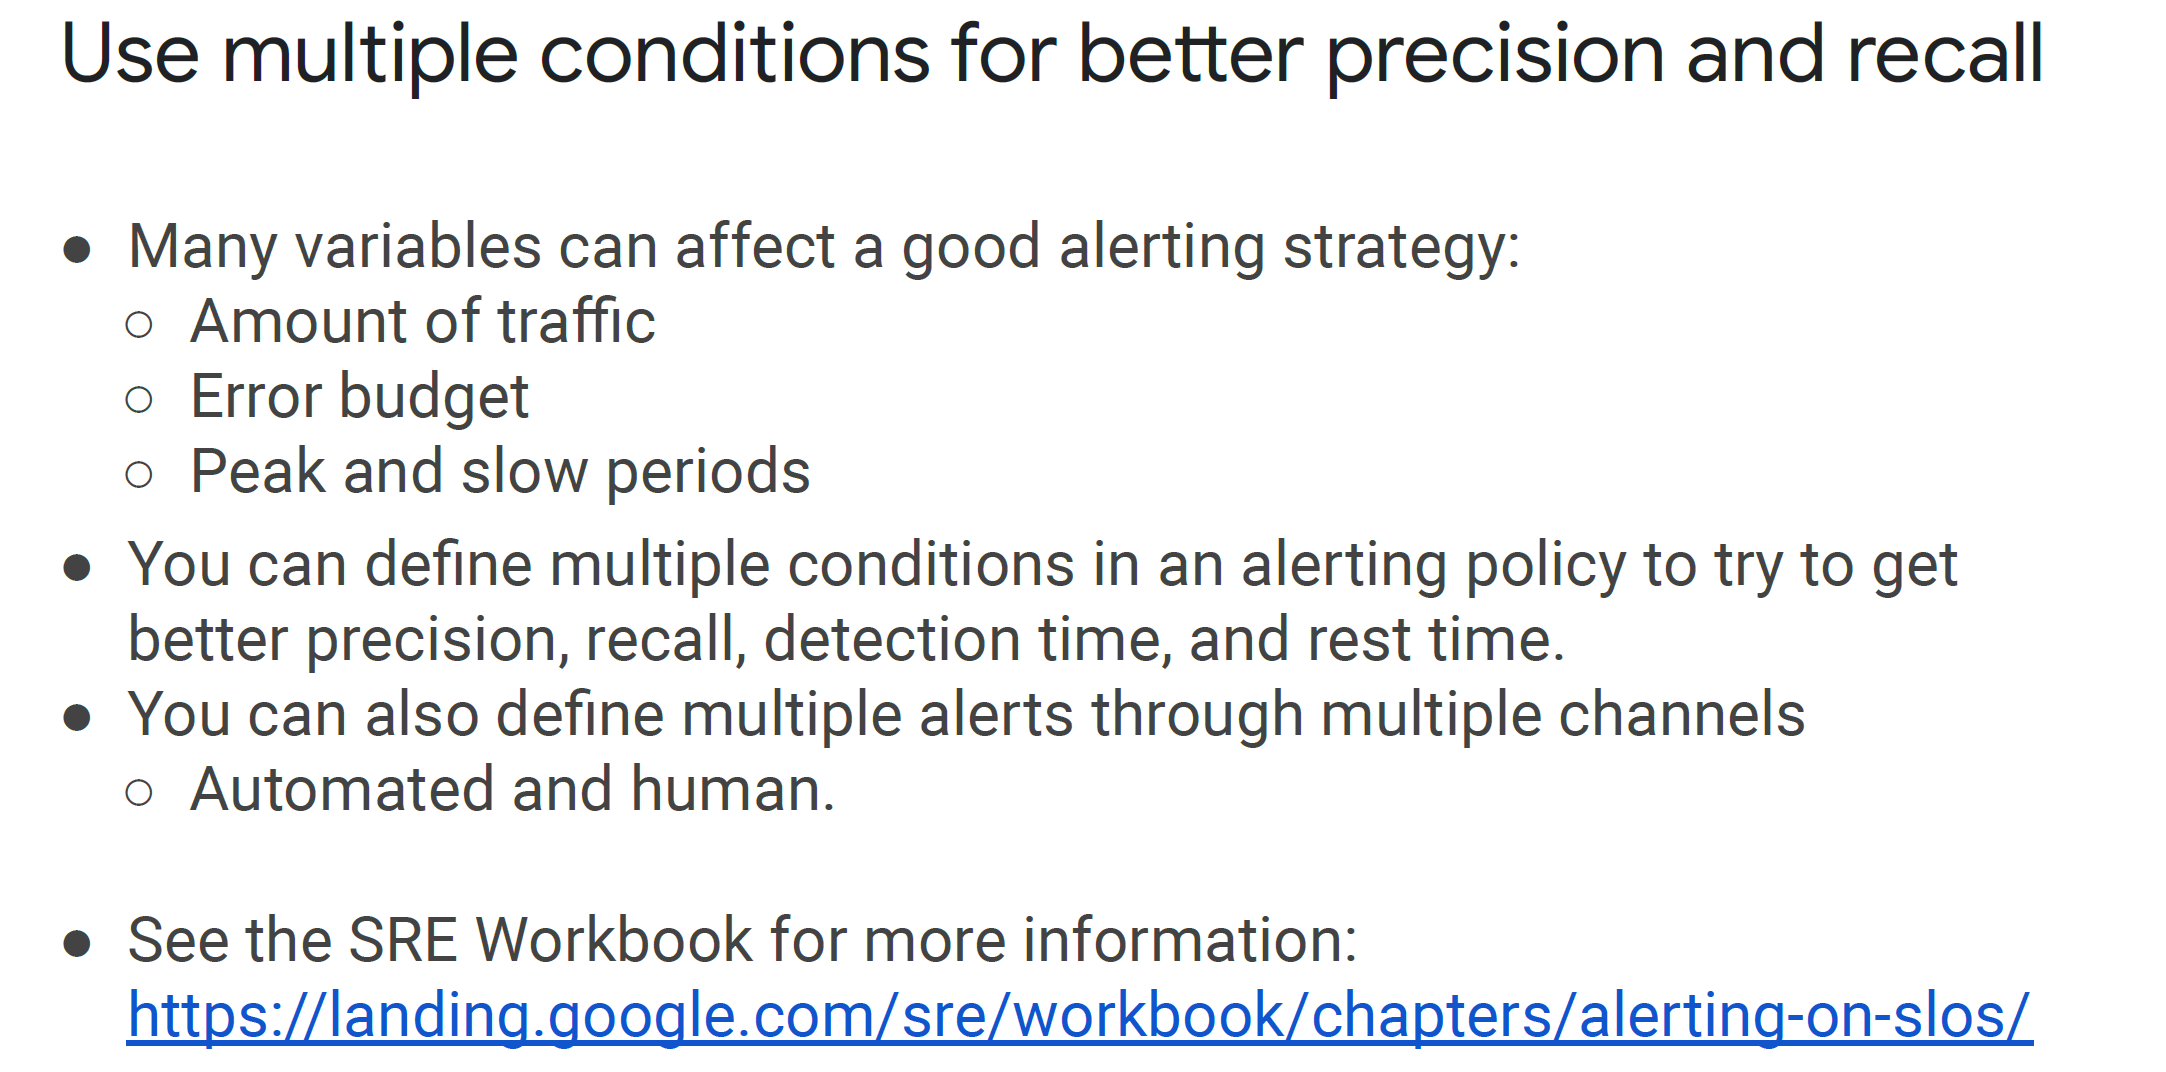 Use multiple conditions for better precision and recall
● Many variables can affect a good alerting strategy:
○ Amount of traffic
○ Error budget
○ Peak and slow periods
● You can define multiple conditions in an alerting policy to try to get
better precision, recall, detection time, and rest time.
● You can also define multiple alerts through multiple channels
○ Automated and human.
● See the SRE Workbook for more information:
https://landing.google.com/sre/workbook/chapters/alerting-on-slos/